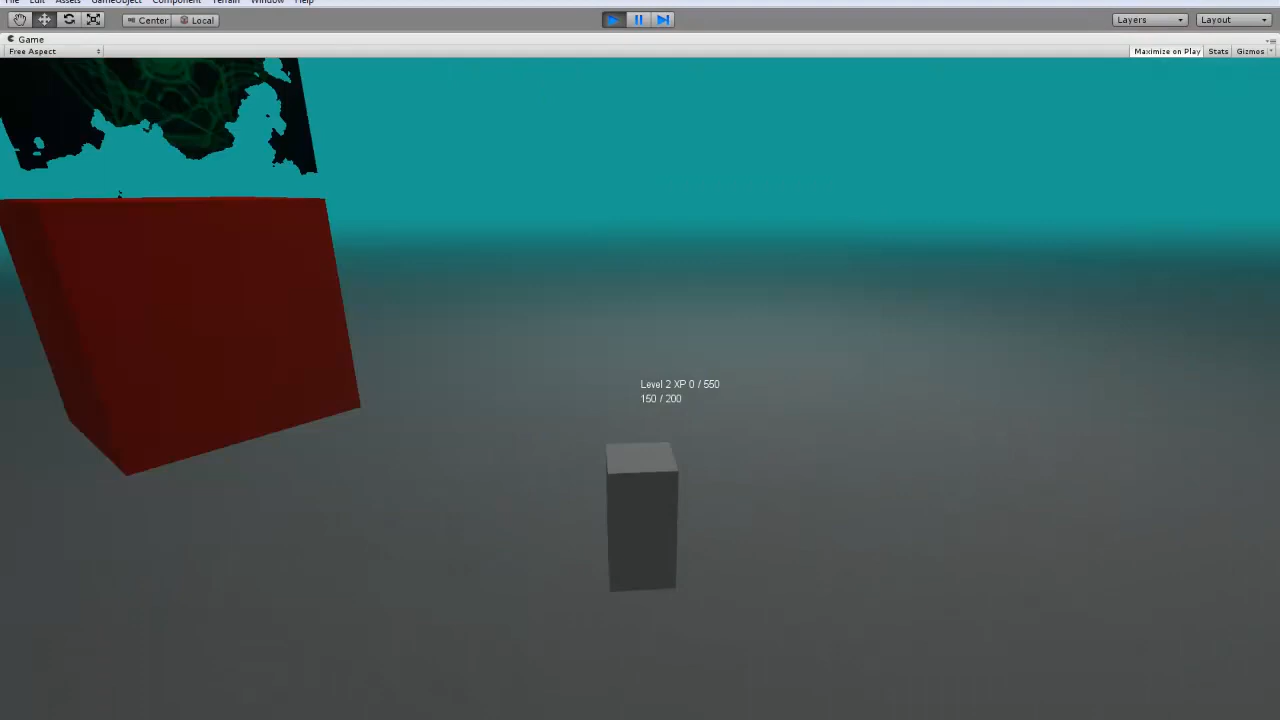 File Edit Assets GameObject Component Terrain Window Help
Center Local Layers Layout
Game
Free Aspect Maximize on Play Stats Gizmos
Level 2 XP 0 / 550
150 / 200